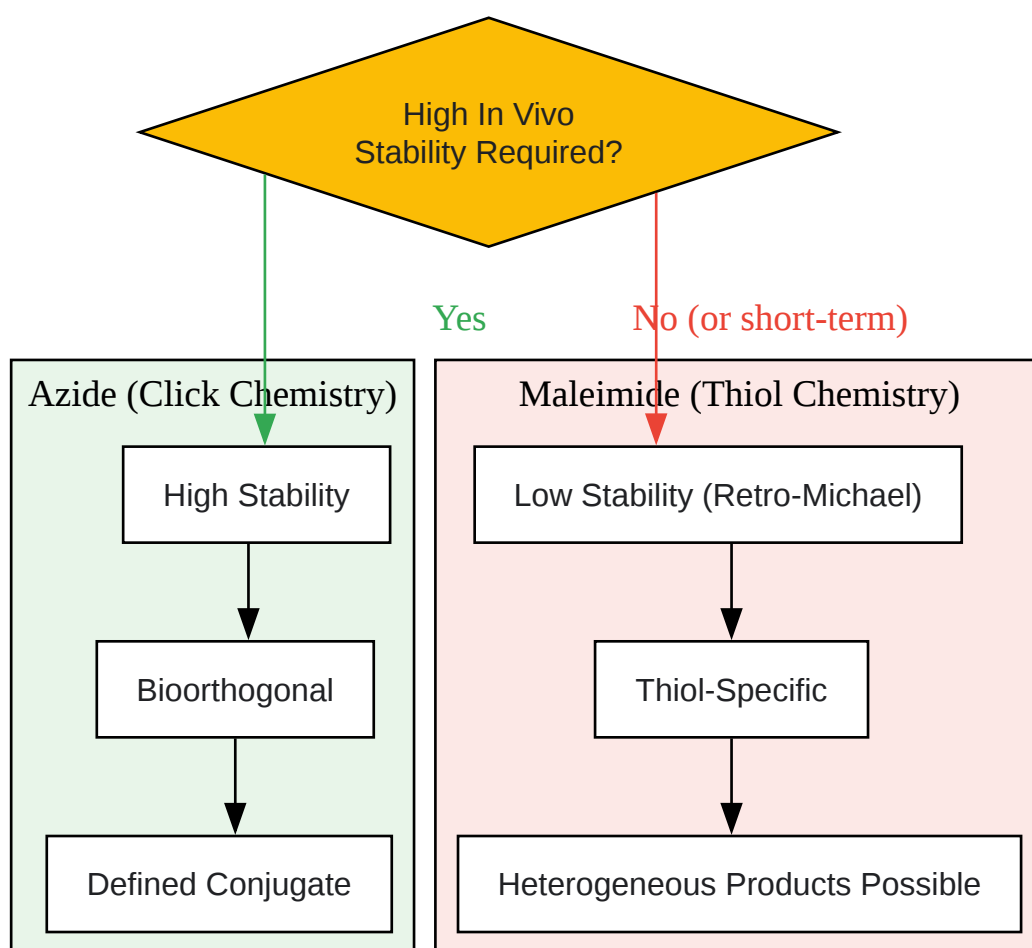 High In Vivo
Stability Required?
Yes
No (or short-term)
Azide (Click Chemistry)
Maleimide (Thiol Chemistry)
High Stability
Low Stability (Retro-Michael)
Bioorthogonal
Thiol-Specific
Defined Conjugate
Heterogeneous Products Possible